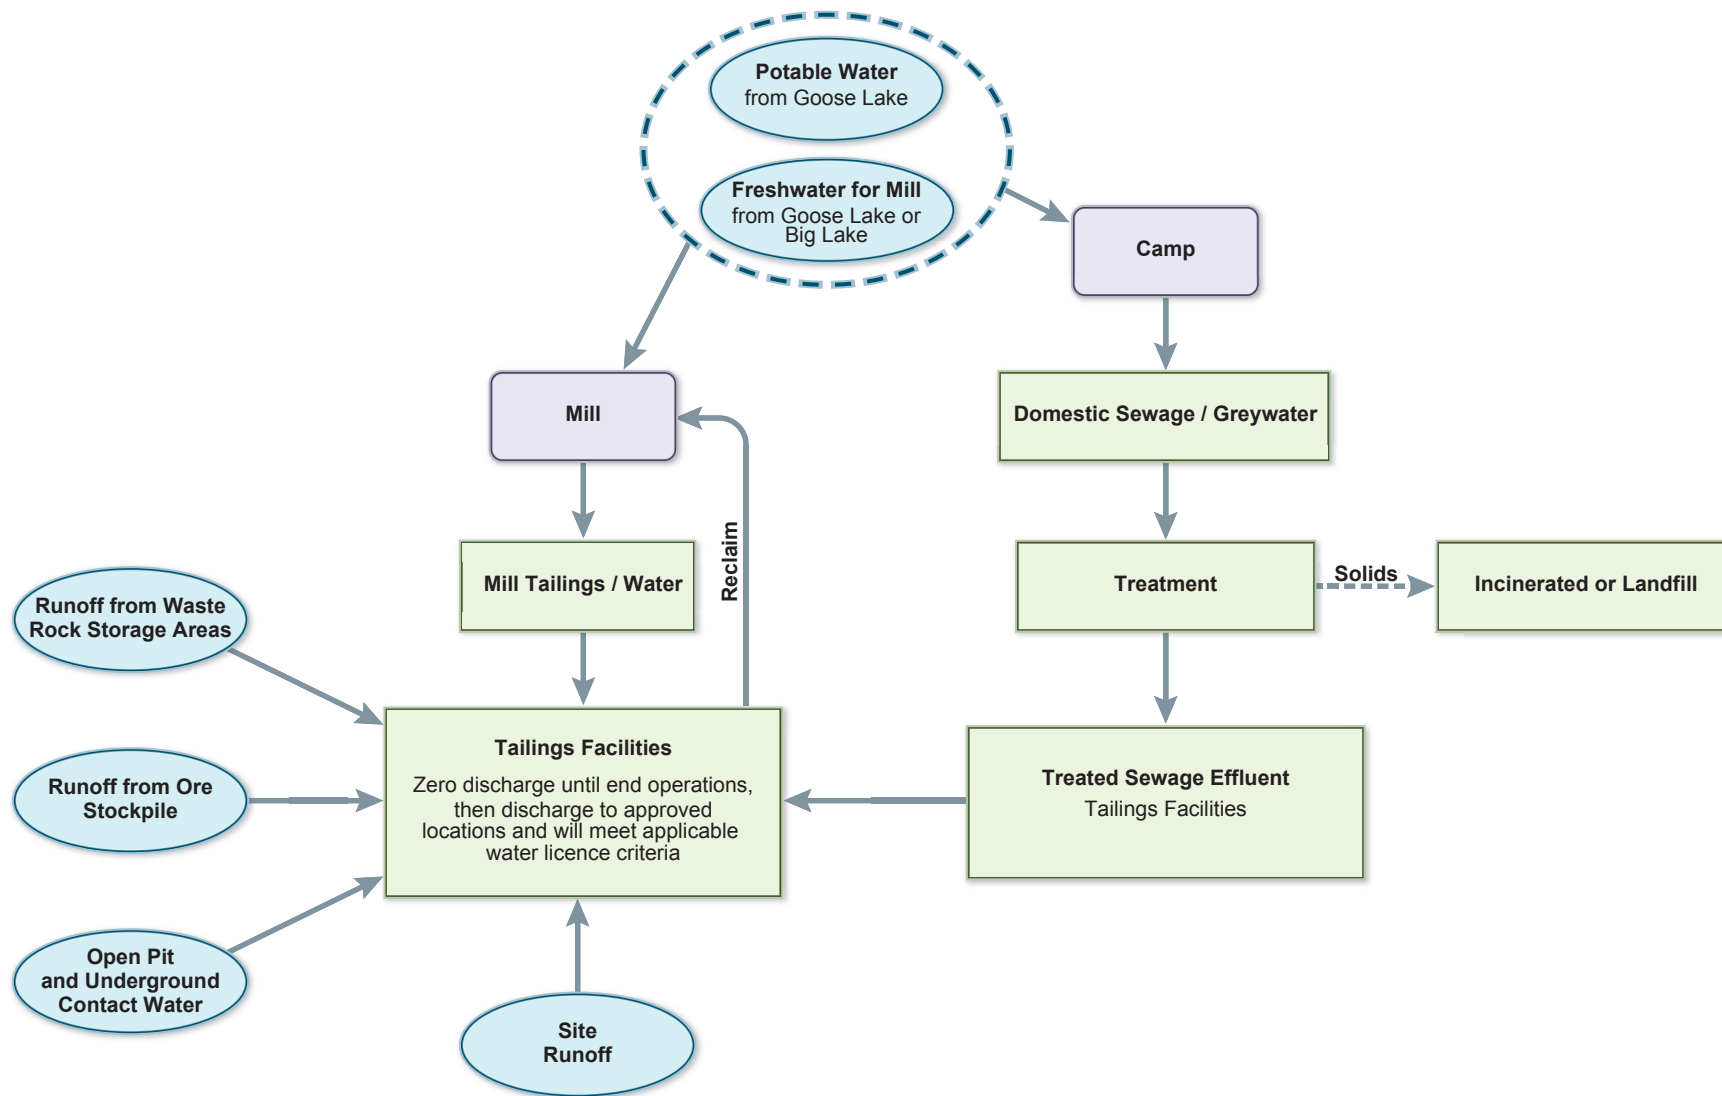 Potable Water
from Goose Lake
Freshwater for Mill
from Goose Lake or
Big Lake
Camp
Mill
Domestic Sewage / Greywater
Reclaim
Mill Tailings / Water
Treatment
Solids
Incinerated or Landfill
Runoff from Waste
Rock Storage Areas
Tailings Facilities
Zero discharge until end operations,
then discharge to approved
locations and will meet applicable
water licence criteria
Treated Sewage Effluent
Tailings Facilities
Runoff from Ore
Stockpile
Open Pit
and Underground
Contact Water
Site
Runoff